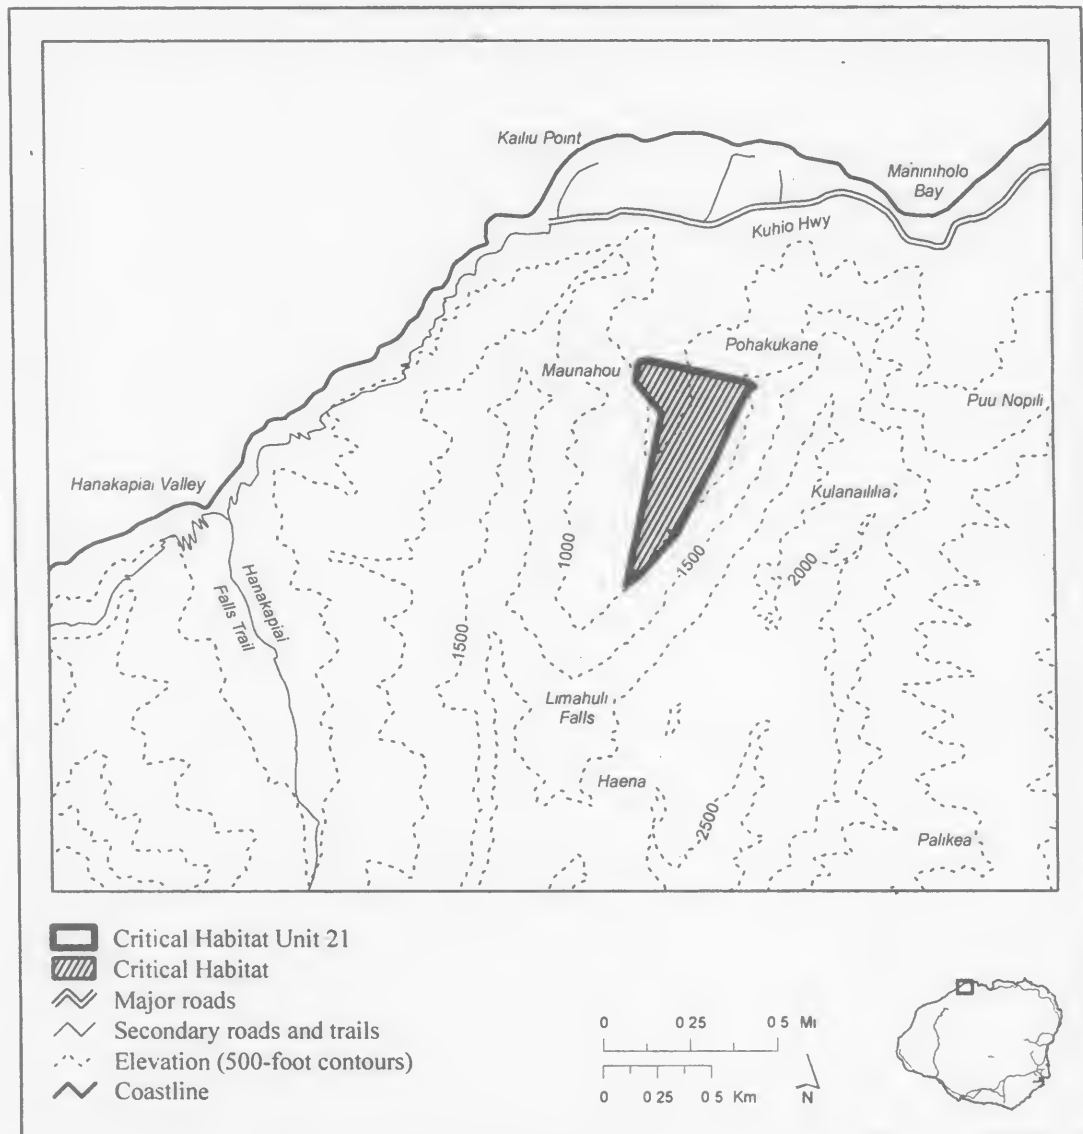 Kailiu Point
Maniniholo
Bay
Kuhio Hwy
Pohakukane
Maunahou
Puu Nopili
Hanakapiai Valley
Kulanaililia
1000
1500
2000
Hanakapiai
Falls Trail
1500
Limahuli
Falls
Haena
2500
Palikea
Critical Habitat Unit 21
Critical Habitat
Major roads
Secondary roads and trails
Elevation (500-foot contours)
Coastline
0 0 25 0 5 Mi
0 0 25 0 5 Km
N